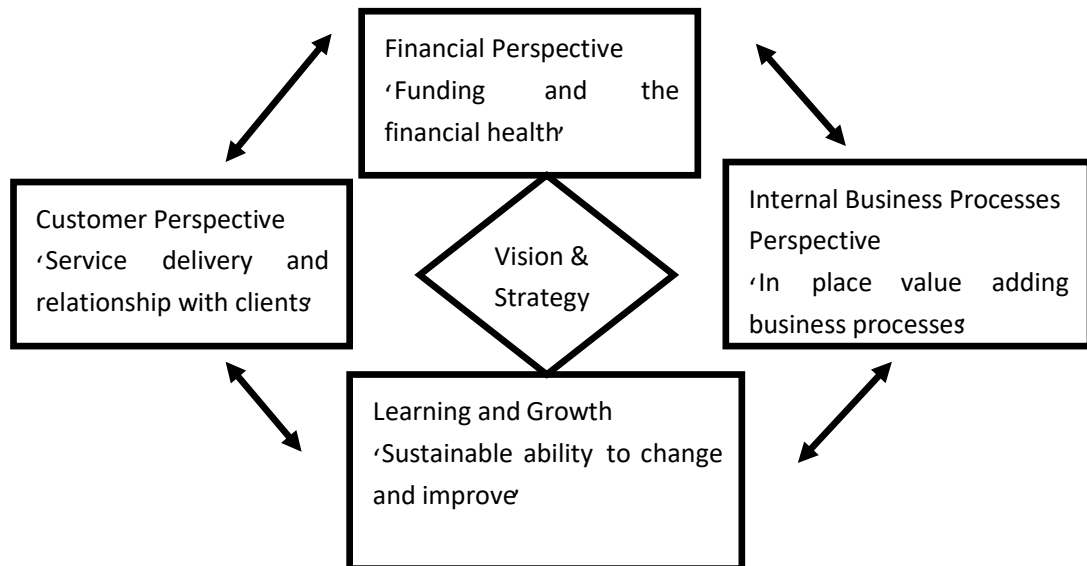 Financial Perspective
‘Funding and the
financial health’
Customer Perspective
‘Service delivery and
relationship with clients’
Vision &
Strategy
Internal Business Processes
Perspective
‘In place value adding
business processes’
Learning and Growth
‘Sustainable ability to change
and improve’